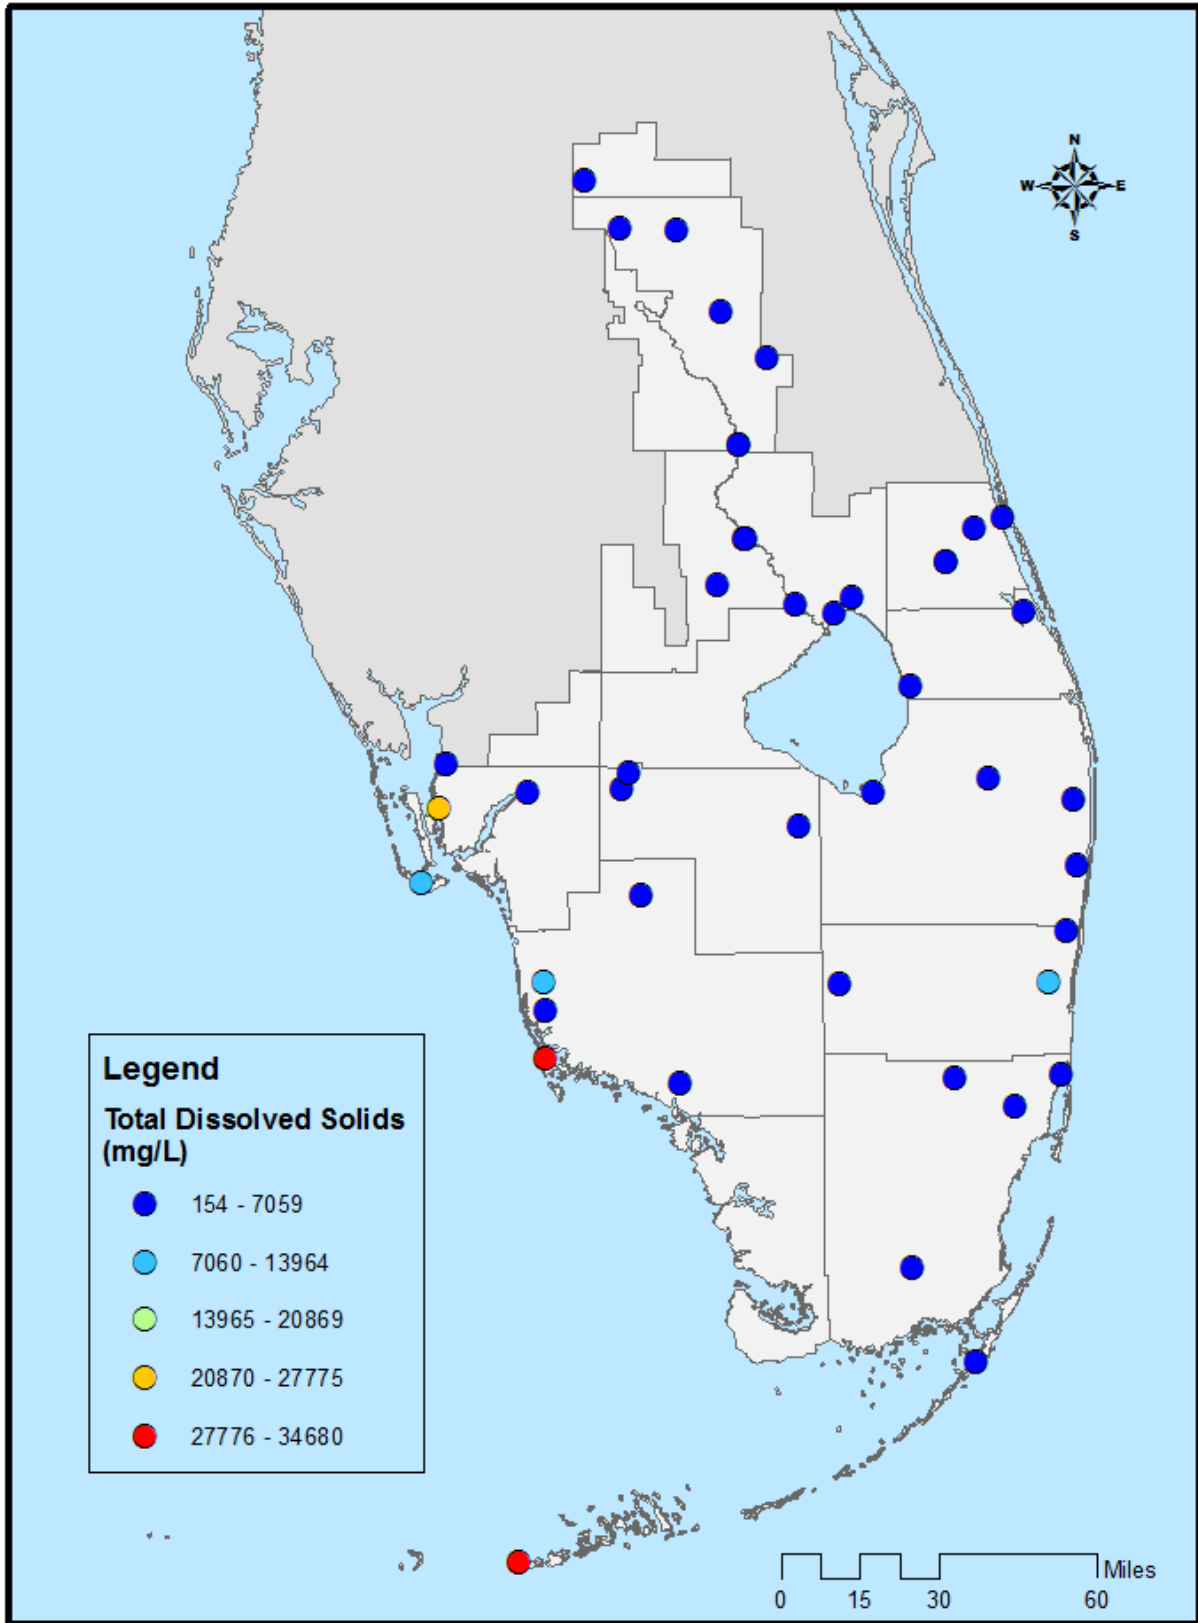 N
W E
S
Legend
Total Dissolved Solids
(mg/L)
154 - 7059
7060 - 13964
13965 - 20869
20870 - 27775
27776 - 34680
Miles
0 15 30 60